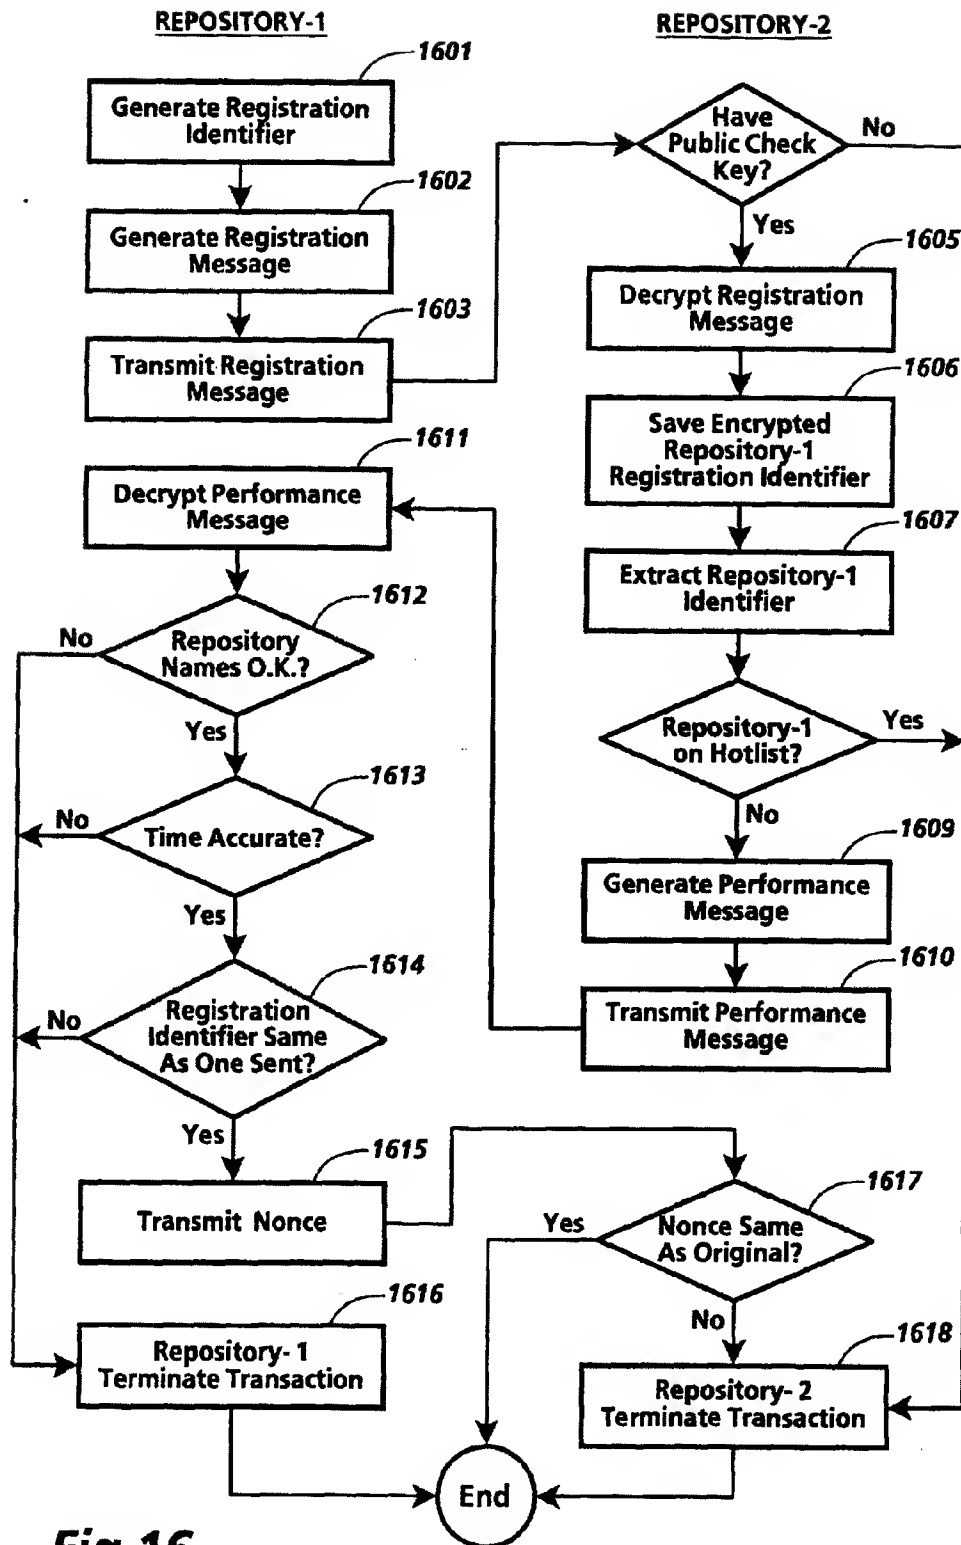 REPOSITORY-1
1601
Generate Registration
Identifier
1602
Generate Registration
Message
1603
Transmit Registration
Message
1611
Decrypt Performance
Message
1612
No
Repository
Names O.K.?
Yes
1613
No
Time Accurate?
Yes
1614
No
Registration
Identifier Same
As One Sent?
Yes
1615
Transmit Nonce
1616
Repository- 1
Terminate Transaction
REPOSITORY-2
Have
Public Check
Key?
No
Yes
1605
Decrypt Registration
Message
1606
Save Encrypted
Repository-1
Registration Identifier
1607
Extract Repository-1
Identifier
Repository-1
on Hotlist?
Yes
No
1609
Generate Performance
Message
1610
Transmit Performance
Message
1617
Yes
Nonce Same
As Original?
No
1618
Repository- 2
Terminate Transaction
End
Fig 16